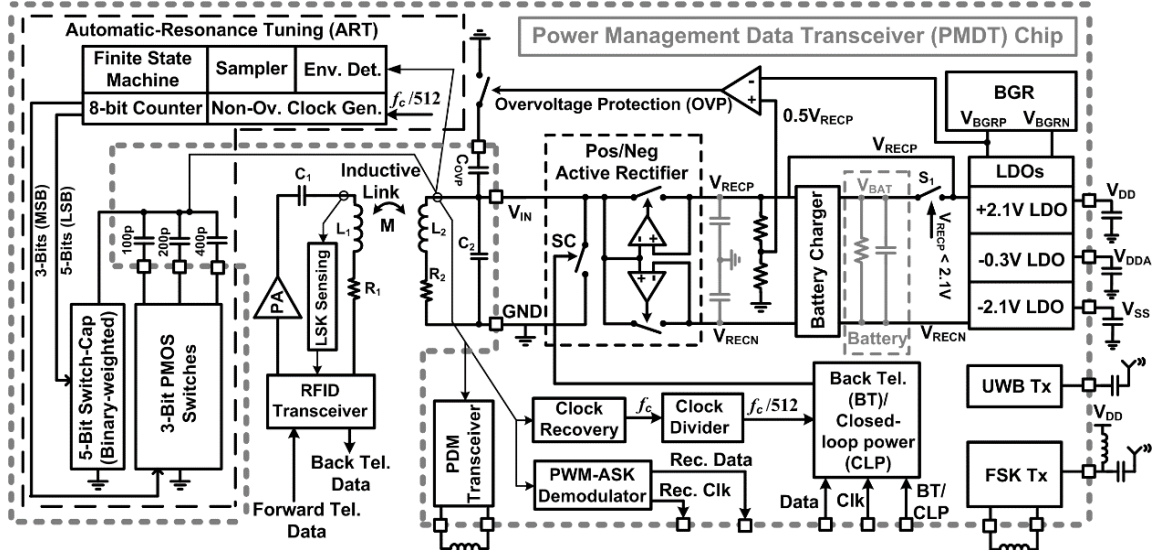 Automatic-Resonance Tuning (ART)
Power Management Data Transceiver (PMDT) Chip
Finite State
Machine
Sampler
Env. Det.
8-bit Counter
Non-Ov. Clock Gen.
fc/512
Overvoltage Protection (OVP)
-
+
0.5VRECP
BGR
VBGRP
VBGRN
3-Bits (MSB)
5-Bits (LSB)
100p
200p
400p
C1
Inductive
Link
M
L1
L2
R1
R2
C2
COVP
VIN
GND
PA
LSK Sensing
RFID
Transceiver
Back Tel.
Data
Forward Tel.
Data
5-Bit Switch-Cap
(Binary-weighted)
3-Bit PMOS
Switches
Pos/Neg
Active Rectifier
SC
- +
- +
VRECP
VRECN
Battery Charger
VRECP
VBAT
Battery
S1
VRECP < 2.1V
VRECN
LDOs
+2.1V LDO
-0.3V LDO
-2.1V LDO
VDD
VDDA
VSS
PDM
Transceiver
Clock
Recovery
fc
Clock
Divider
fc/512
PWM-ASK
Demodulator
Rec. Data
Rec. Clk
Back Tel.
(BT)/
Closed-
loop power
(CLP)
Data
Clk
BT/
CLP
UWB Tx
FSK Tx
VDD